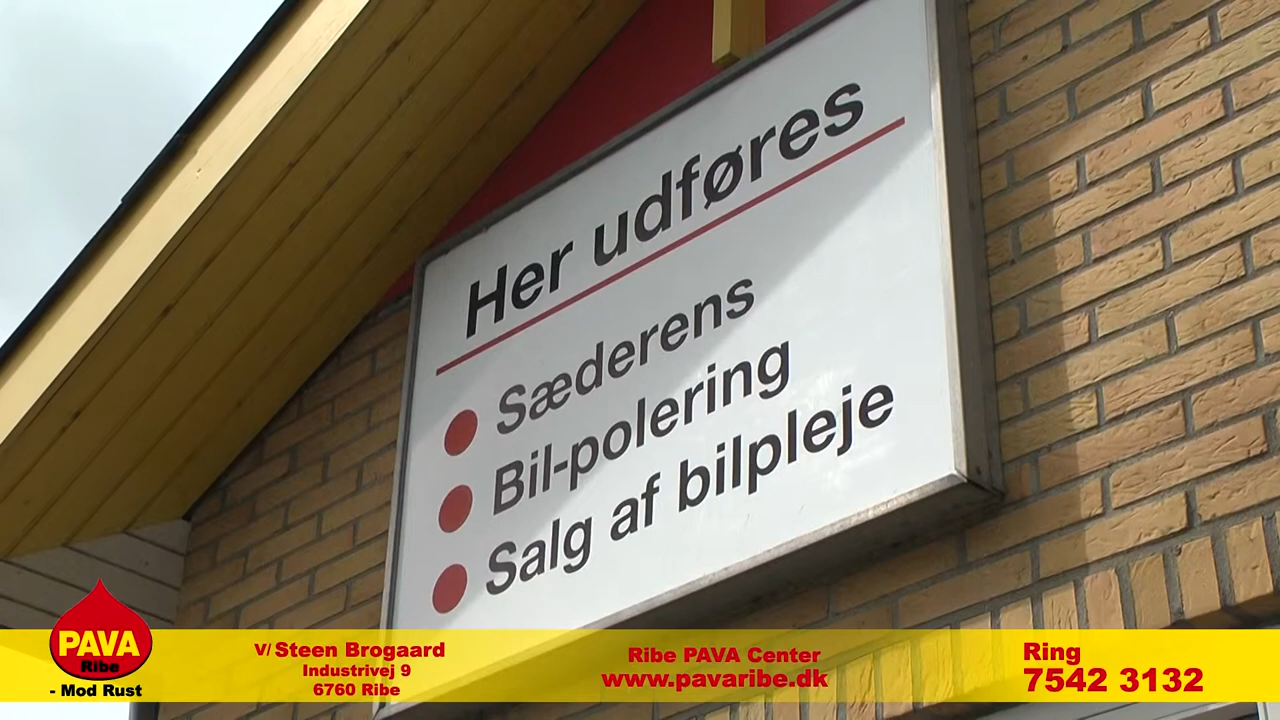 Her udføres
Sæderens
Bil-polering
Salg af bilpleje
PAVA
Ribe
- Mod Rust
V/ Steen Brogaard
Industrivej 9
6760 Ribe
Ribe PAVA Center
www.pavaribe.dk
Ring
7542 3132